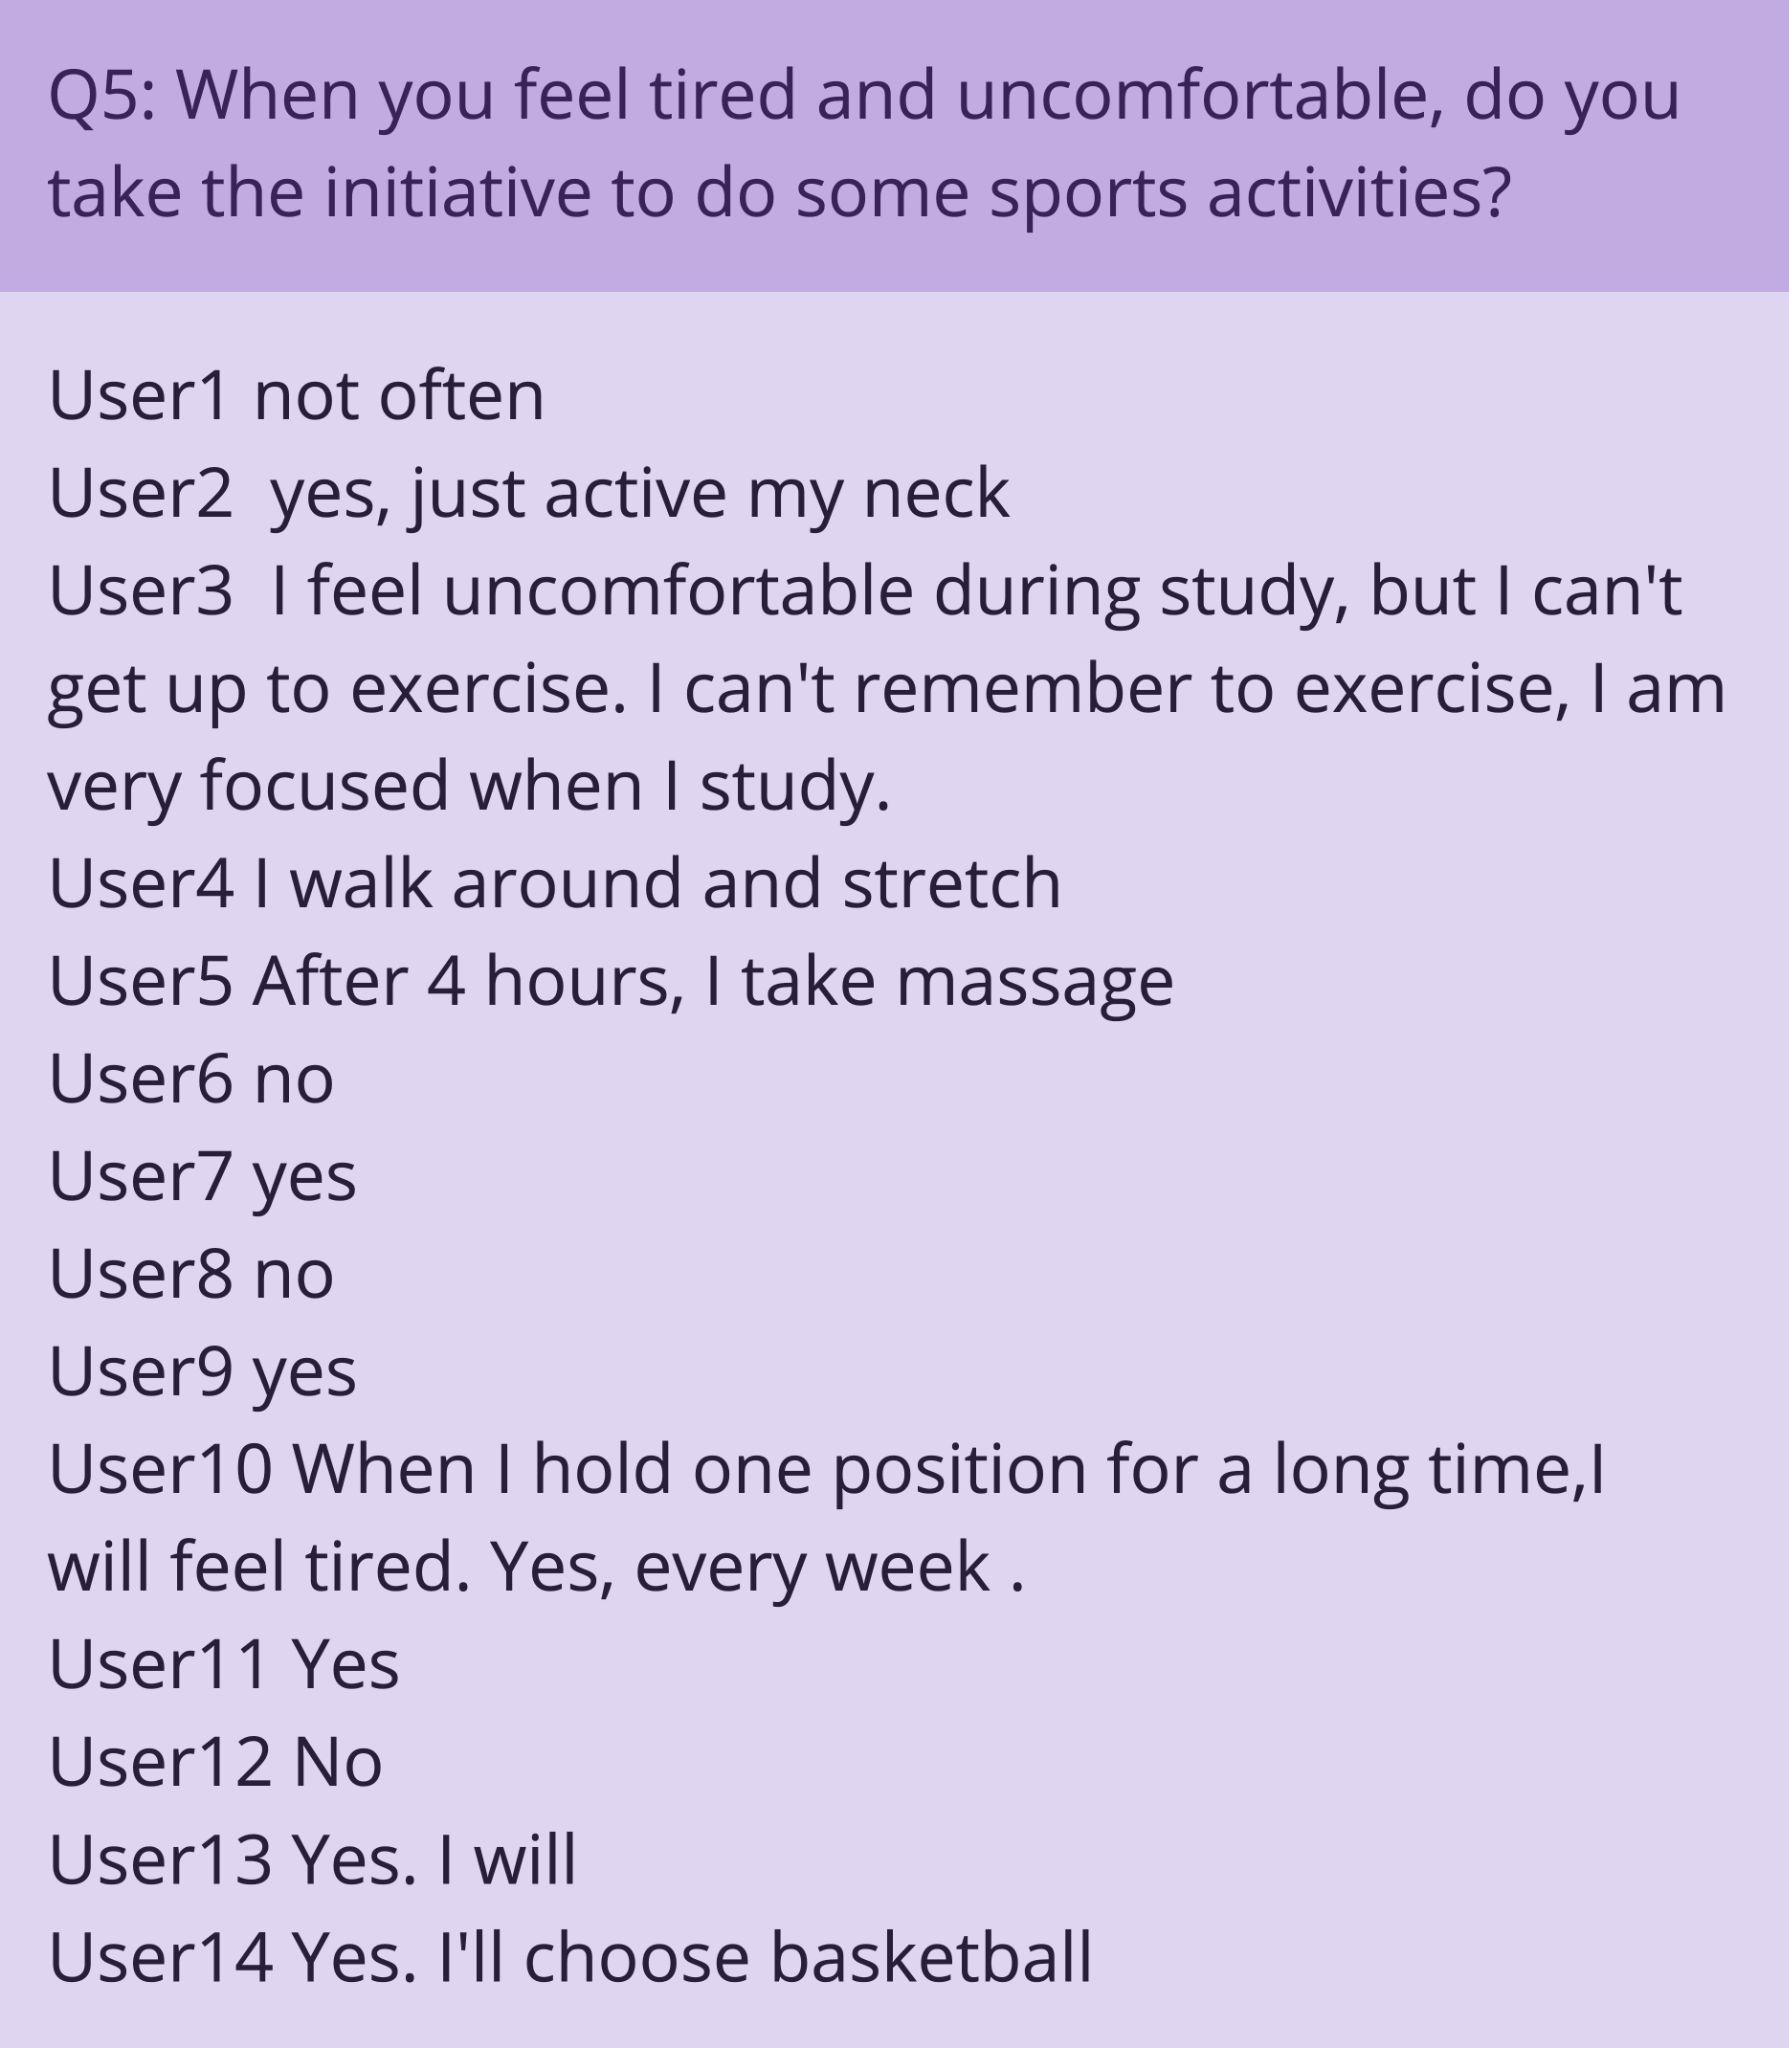 Q5: When you feel tired and uncomfortable, do you
take the initiative to do some sports activities?
User1 not often
User2  yes, just active my neck
User3  I feel uncomfortable during study, but I can't
get up to exercise. I can't remember to exercise, I am
very focused when I study.
User4 I walk around and stretch
User5 After 4 hours, I take massage
User6 no
User7 yes
User8 no
User9 yes
User10 When I hold one position for a long time,I
will feel tired. Yes, every week .
User11 Yes
User12 No
User13 Yes. I will
User14 Yes. I'll choose basketball